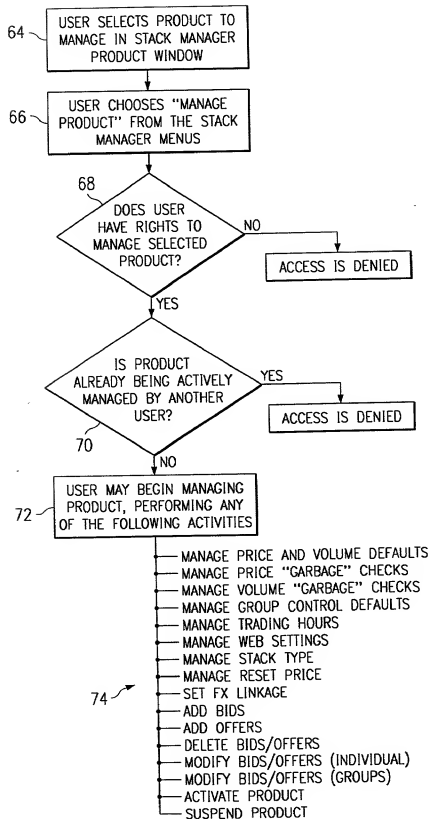 64
USER SELECTS PRODUCT TO
MANAGE IN STACK MANAGER
PRODUCT WINDOW
66
USER CHOOSES "MANAGE
PRODUCT" FROM THE STACK
MANAGER MENUS
68
DOES USER
HAVE RIGHTS TO
MANAGE SELECTED
PRODUCT?
NO
ACCESS IS DENIED
YES
IS PRODUCT
ALREADY BEING ACTIVELY
MANAGED BY ANOTHER
USER?
70
YES
ACCESS IS DENIED
NO
72
USER MAY BEGIN MANAGING
PRODUCT, PERFORMING ANY
OF THE FOLLOWING ACTIVITIES
74
MANAGE PRICE AND VOLUME DEFAULTS
MANAGE PRICE "GARBAGE" CHECKS
MANAGE VOLUME "GARBAGE" CHECKS
MANAGE GROUP CONTROL DEFAULTS
MANAGE TRADING HOURS
MANAGE WEB SETTINGS
MANAGE STACK TYPE
MANAGE RESET PRICE
SET FX LINKAGE
ADD BIDS
ADD OFFERS
DELETE BIDS/OFFERS
MODIFY BIDS/OFFERS (INDIVIDUAL)
MODIFY BIDS/OFFERS (GROUPS)
ACTIVATE PRODUCT
SUSPEND PRODUCT